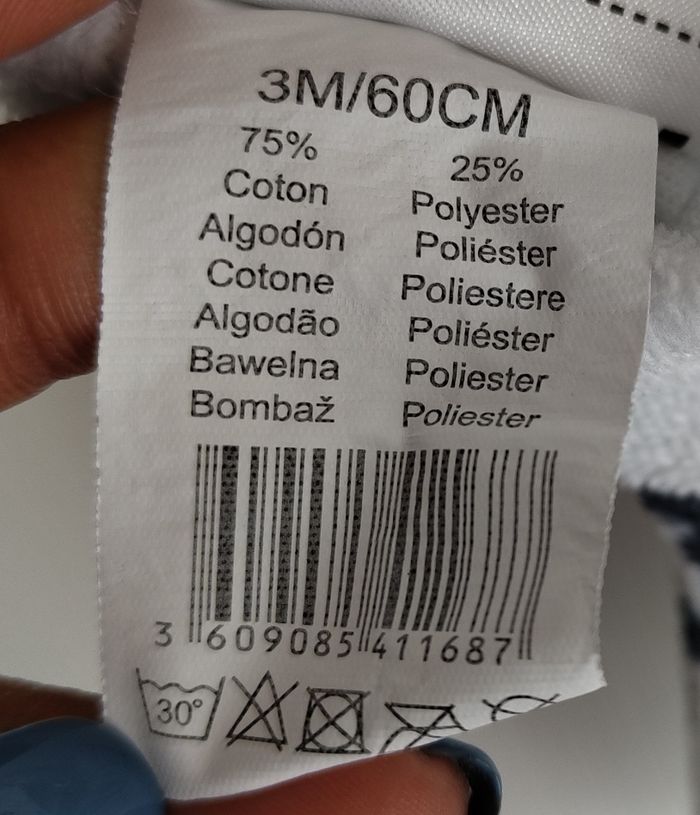 3M/60CM
75% 25%
Coton Polyester
Algodón Poliéster
Cotone Poliestere
Algodão Poliéster
Bawelna Poliester
Bombaž Poliester
3 609085 411687
30°